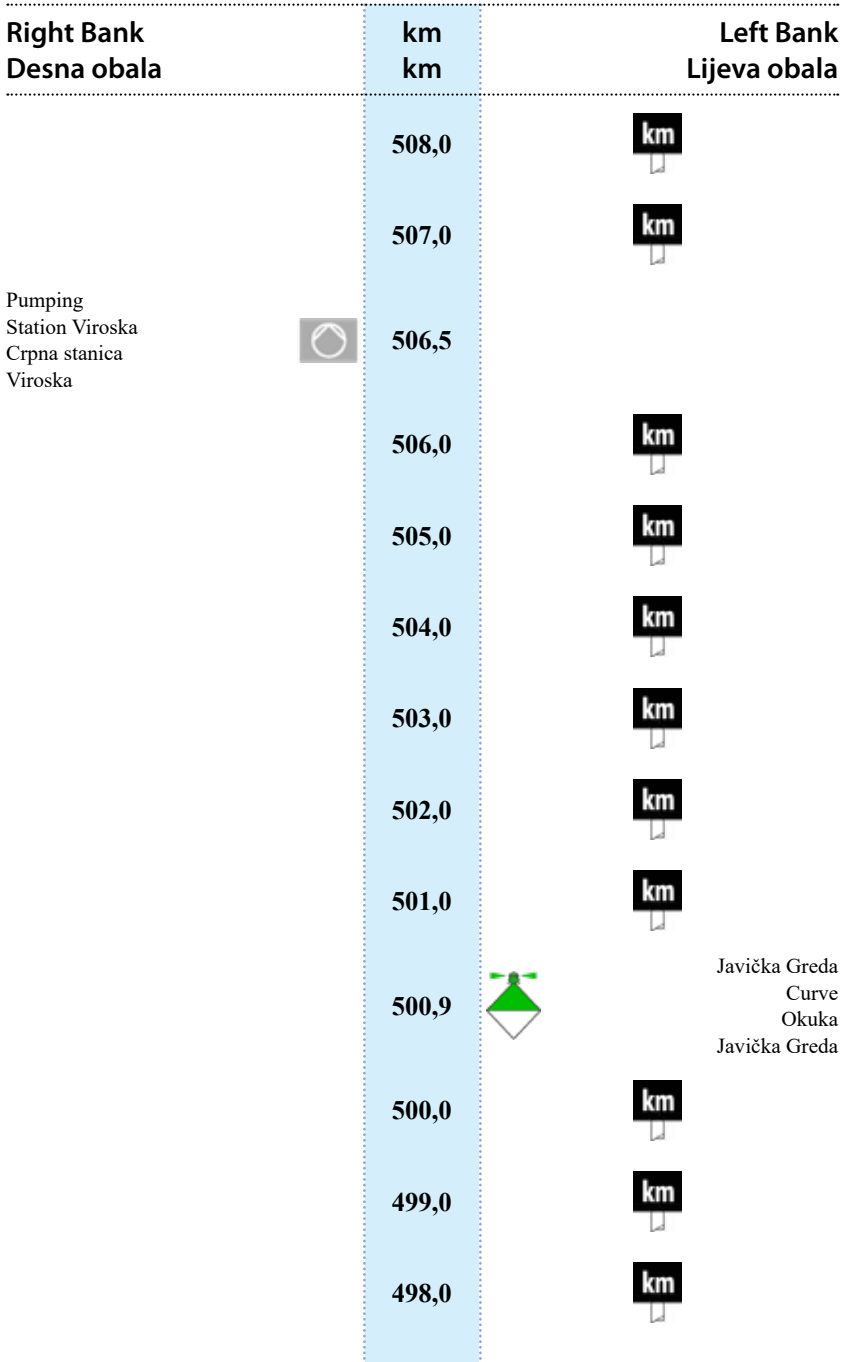 Right Bank km Left Bank
Desna obala km Lijeva obala
508,0 km
507,0 km
Pumping
Station Viroska
Crpna stanica
Viroska
506,5
506,0 km
505,0 km
504,0 km
503,0 km
502,0 km
501,0 km
500,9
Javička Greda
Curve
Okuka
Javička Greda
500,0 km
499,0 km
498,0 km